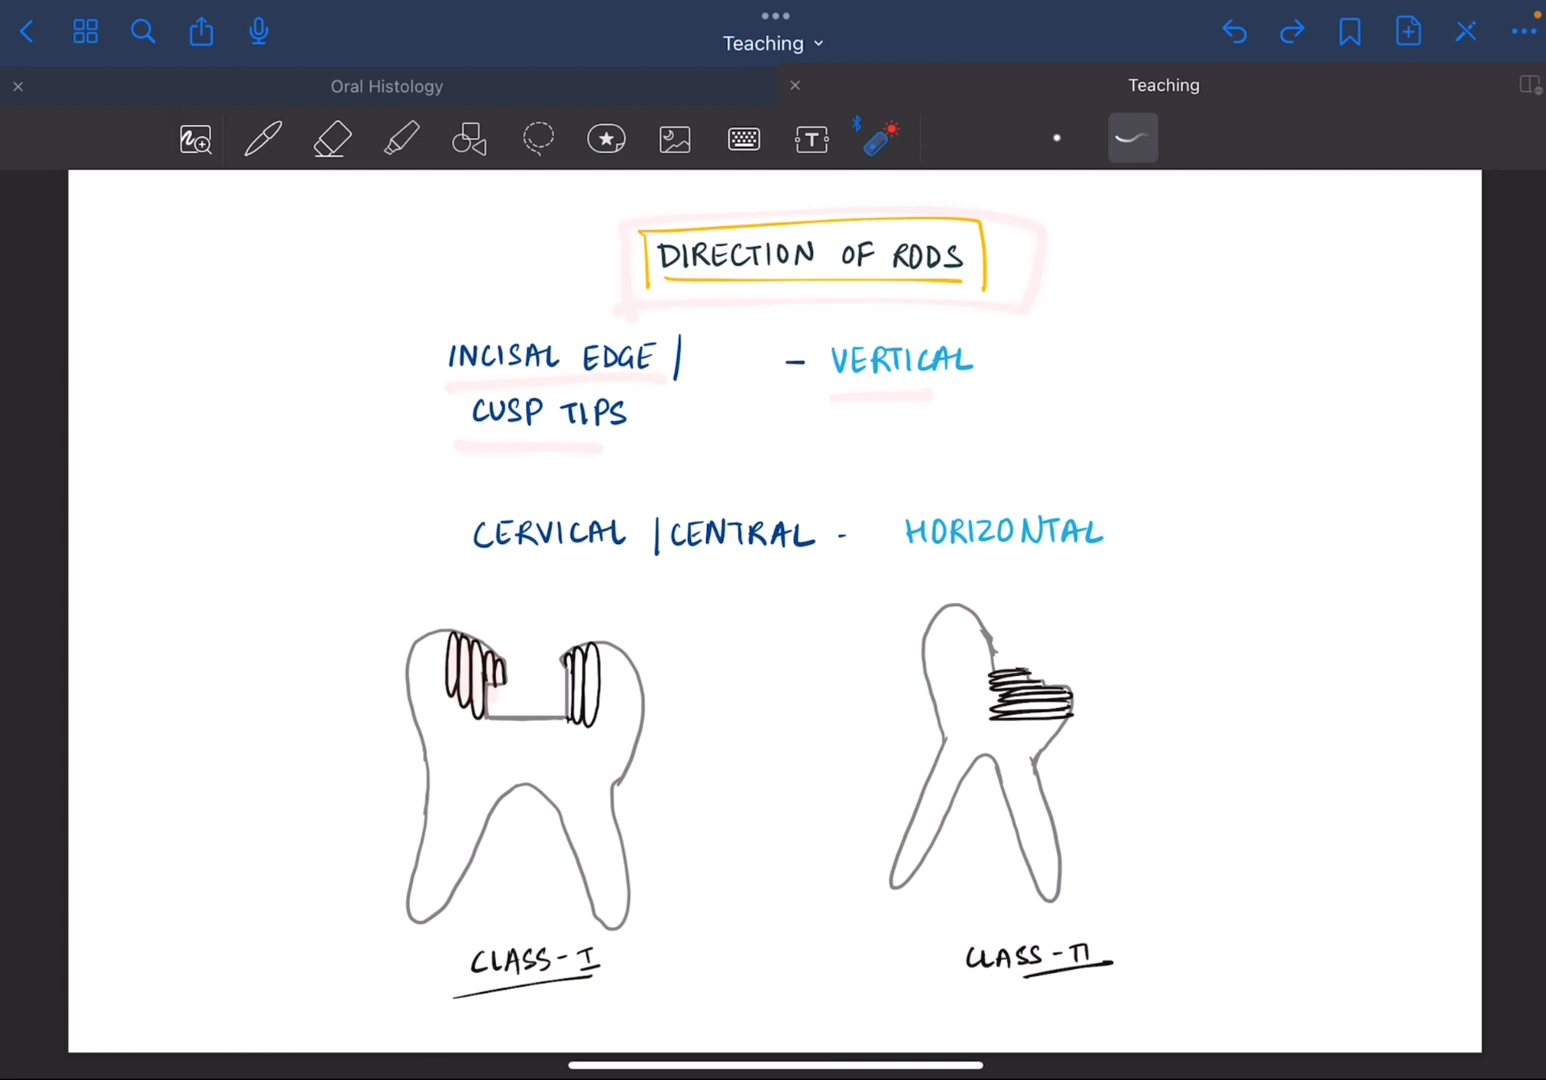 Teaching
Oral Histology
Teaching
T
DIRECTION OF RODS
INCISAL EDGE / - VERTICAL
CUSP TIPS
CERVICAL / CENTRAL - HORIZONTAL
CLASS-I
CLASS-II